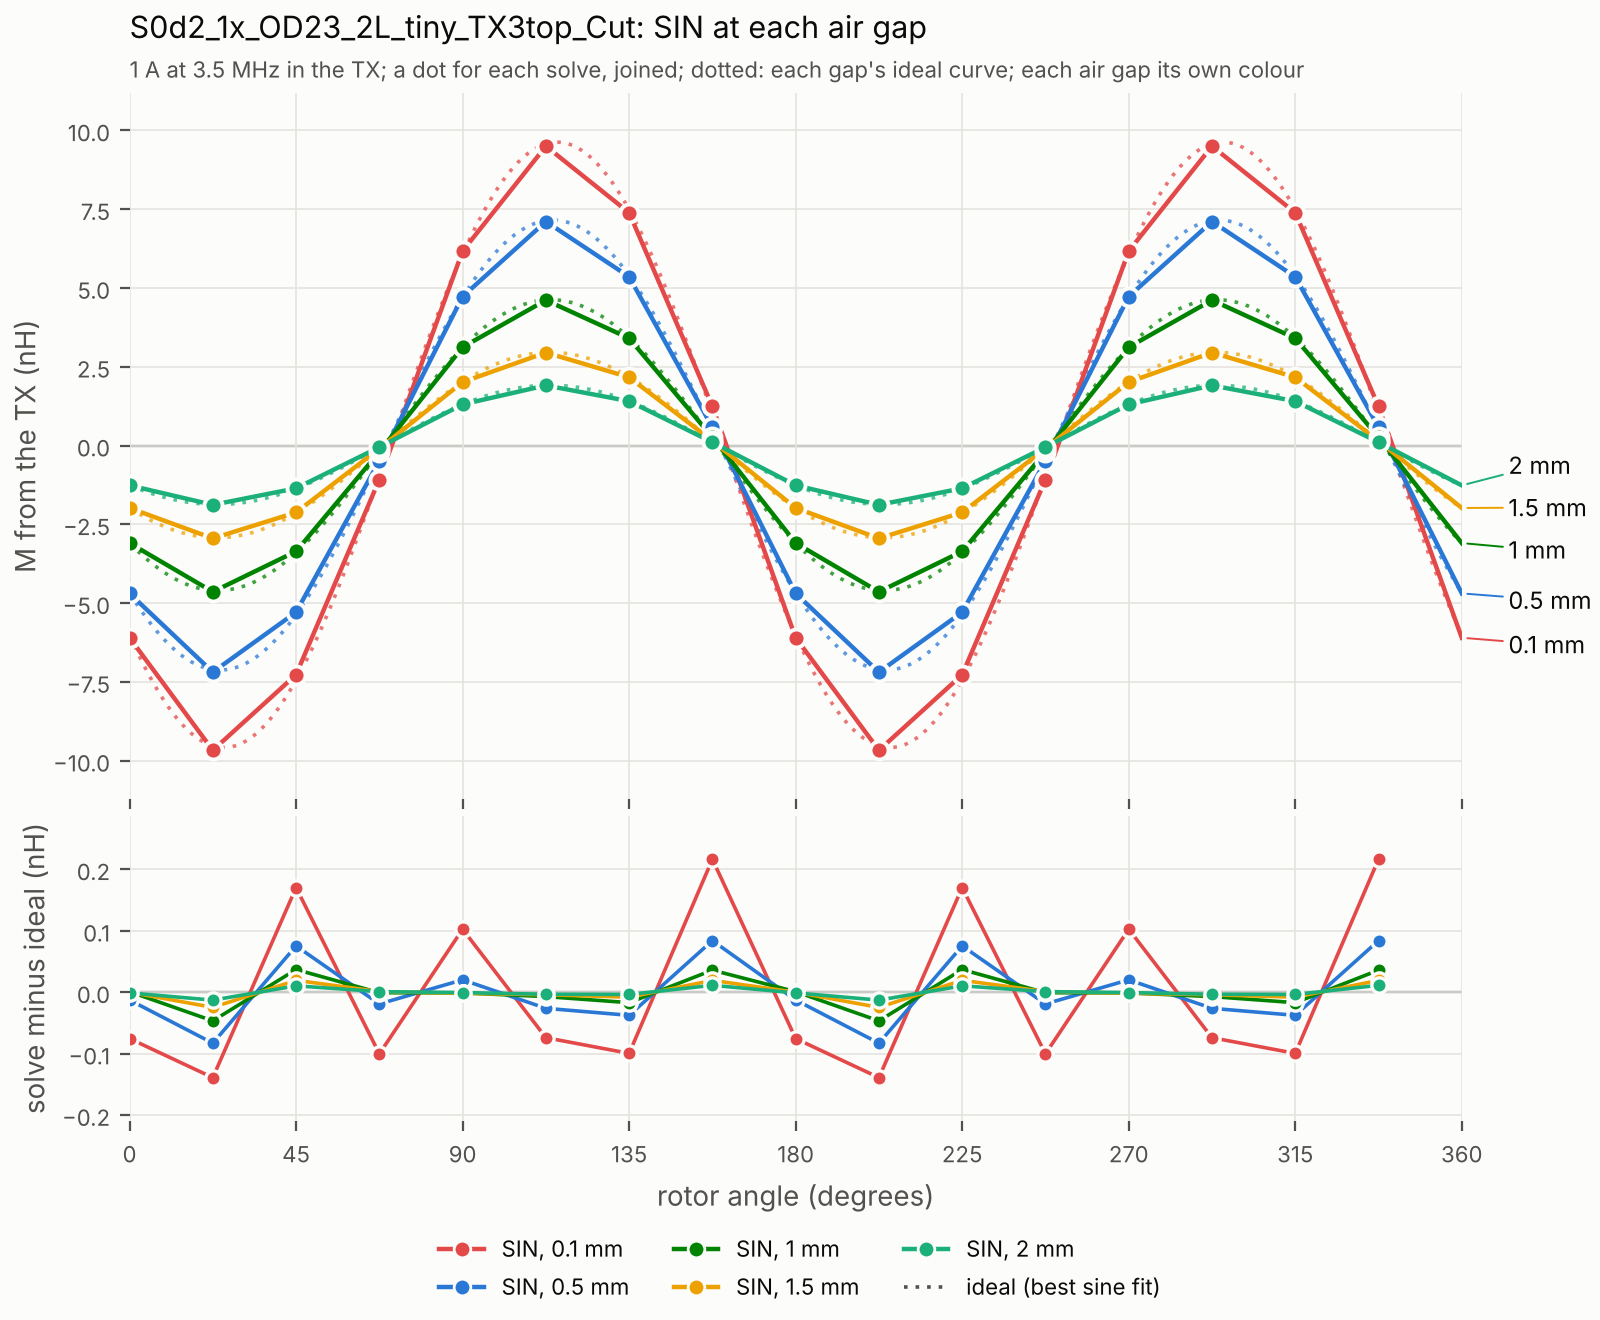 S0d2_1x_OD23_2L_tiny_TX3top_Cut: SIN at each air gap
1 A at 3.5 MHz in the TX; a dot for each solve, joined; dotted: each gap's ideal curve; each air gap its own colour
M from the TX (nH)
10.0
7.5
5.0
2.5
0.0
−2.5
−5.0
−7.5
−10.0
2 mm
1.5 mm
1 mm
0.5 mm
0.1 mm
solve minus ideal (nH)
0.2
0.1
0.0
−0.1
−0.2
0 45 90 135 180 225 270 315 360
rotor angle (degrees)
SIN, 0.1 mm SIN, 1 mm SIN, 2 mm
SIN, 0.5 mm SIN, 1.5 mm ideal (best sine fit)